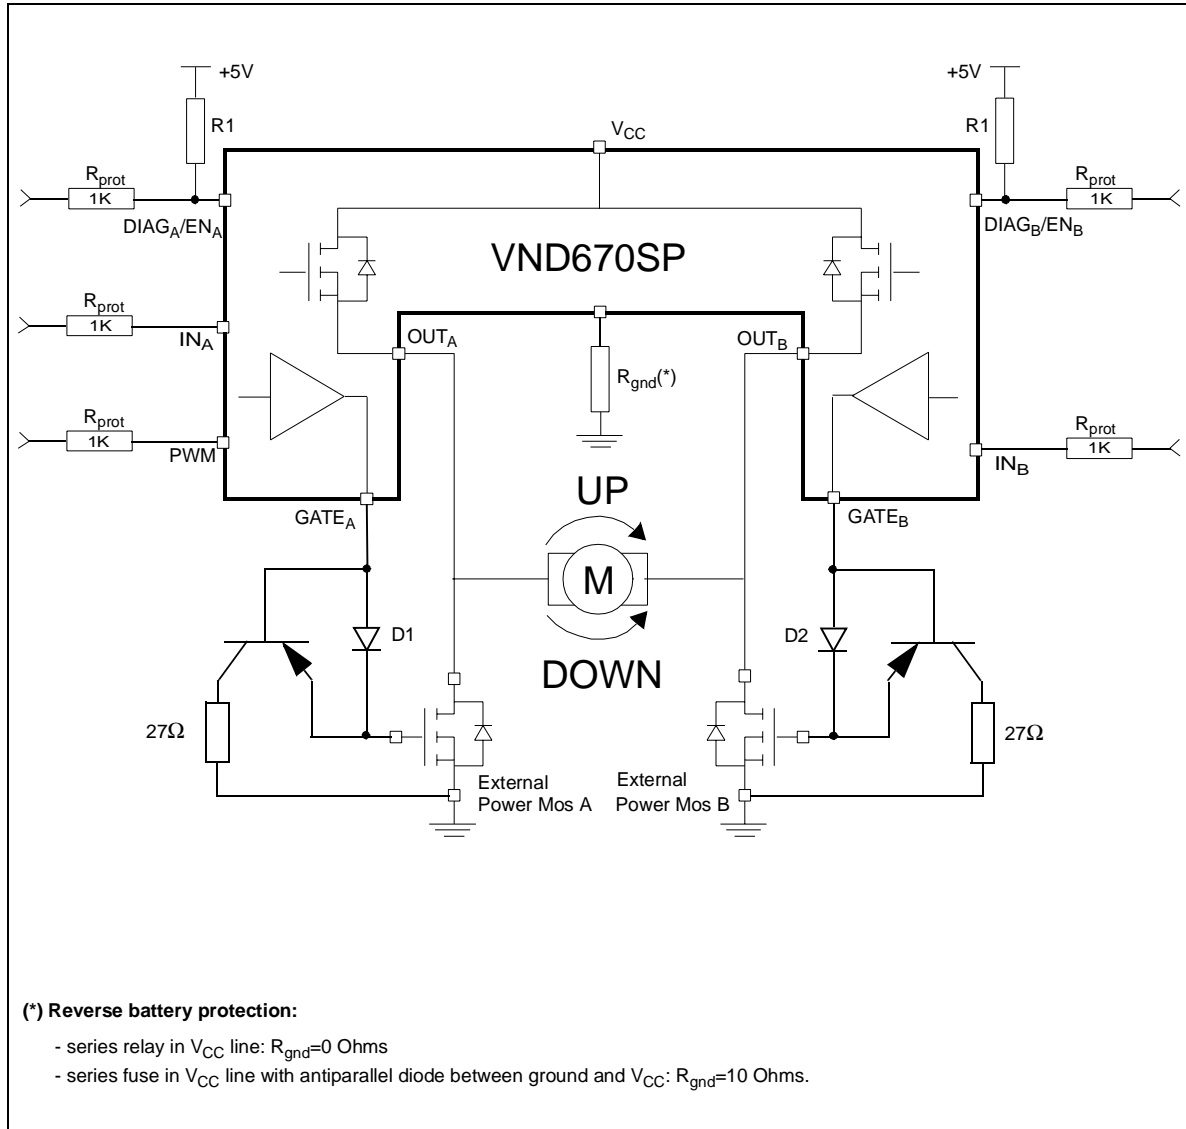 +5V
+5V
R1
R1
VCC
Rprot
1K
Rprot
1K
DIAGA/ENA
DIAGB/ENB
VND670SP
Rprot
1K
INA
OUTA
OUTB
Rgnd(*)
Rprot
1K
PWM
Rprot
1K
INB
UP
GATEA
GATEB
M
D1
D2
DOWN
27Ω
27Ω
External
Power Mos A
External
Power Mos B
(*) Reverse battery protection:
- series relay in VCC line: Rgnd=0 Ohms
- series fuse in VCC line with antiparallel diode between ground and VCC: Rgnd=10 Ohms.